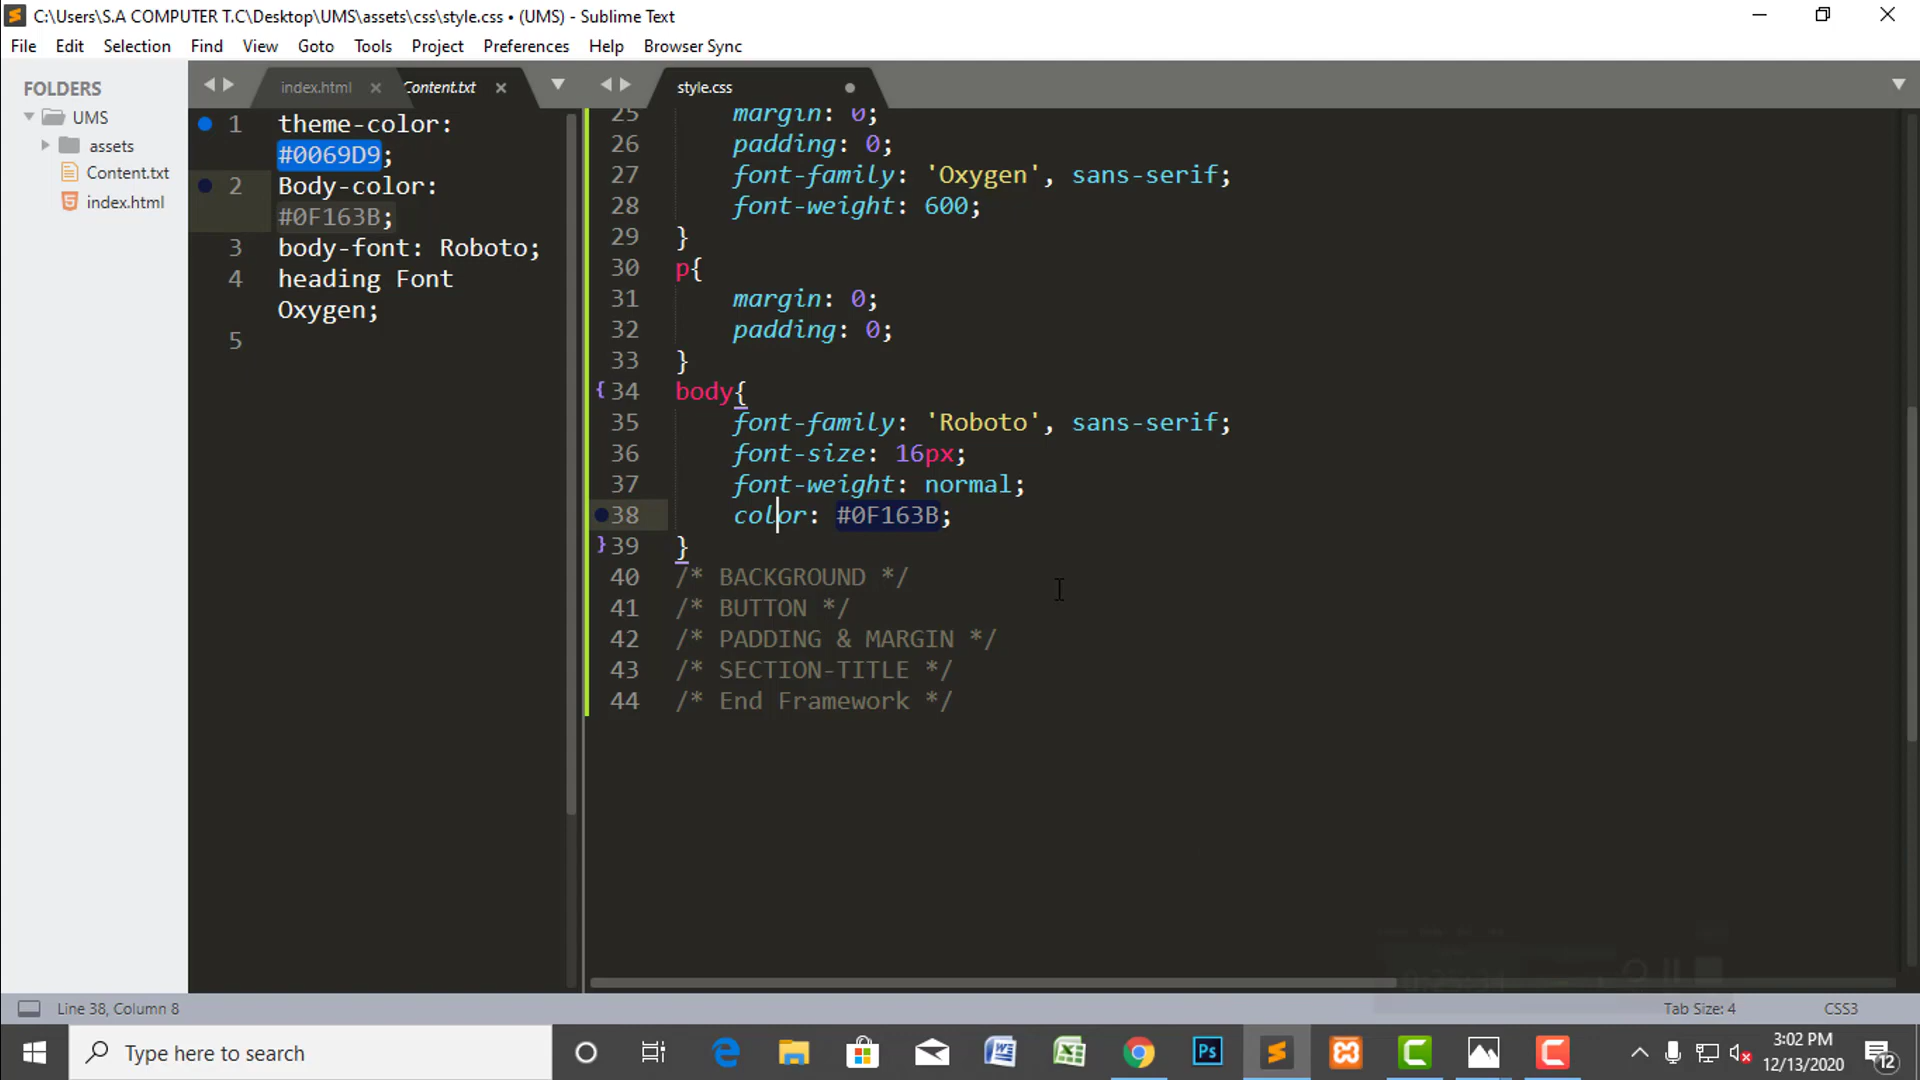 C:\Users\S.A COMPUTER T.C\Desktop\UMS\assets\css\style.css • (UMS) - Sublime Text
File Edit Selection Find View Goto Tools Project Preferences Help Browser Sync
FOLDERS
UMS
assets
Content.txt
index.html
index.html Content.txt
1 theme-color:
#0069D9;
2 Body-color:
#0F163B;
3 body-font: Roboto;
4 heading Font
Oxygen;
5
style.css
25 margin: 0;
26 padding: 0;
27 font-family: 'Oxygen', sans-serif;
28 font-weight: 600;
29 }
30 p{
31 margin: 0;
32 padding: 0;
33 }
{ 34 body{
35 font-family: 'Roboto', sans-serif;
36 font-size: 16px;
37 font-weight: normal;
38 color: #0F163B;
} 39 }
40 /* BACKGROUND */
41 /* BUTTON */
42 /* PADDING & MARGIN */
43 /* SECTION-TITLE */
44 /* End Framework */
Line 38, Column 8
Tab Size: 4
CSS3
Type here to search
Ps
3:02 PM
12/13/2020
12